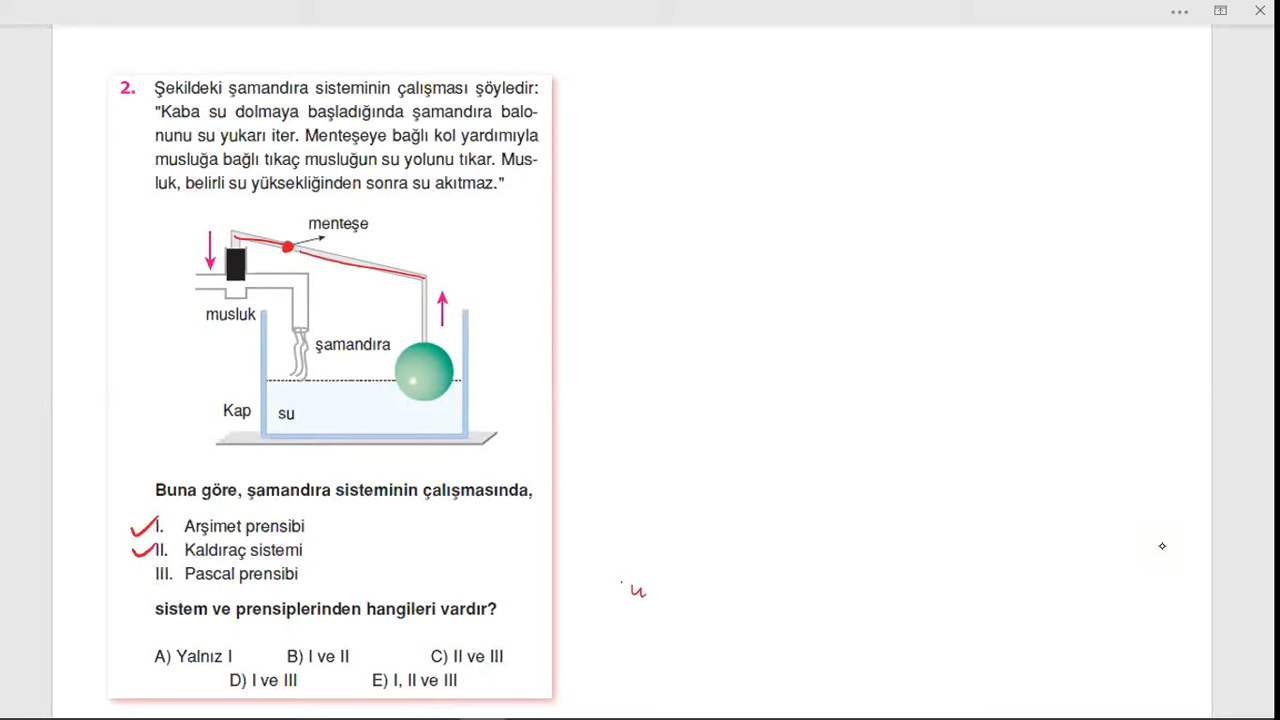 2. Şekildeki şamandıra sisteminin çalışması şöyledir:
"Kaba su dolmaya başladığında şamandıra balo-
nunu su yukarı iter. Menteşeye bağlı kol yardımıyla
musluğa bağlı tıkaç musluğun su yolunu tıkar. Mus-
luk, belirli su yüksekliğinden sonra su akıtmaz."
menteşe
musluk
şamandıra
Kap
su
Buna göre, şamandıra sisteminin çalışmasında,
I. Arşimet prensibi
II. Kaldıraç sistemi
III. Pascal prensibi
sistem ve prensiplerinden hangileri vardır?
A) Yalnız I B) I ve II C) II ve III
D) I ve III E) I, II ve III